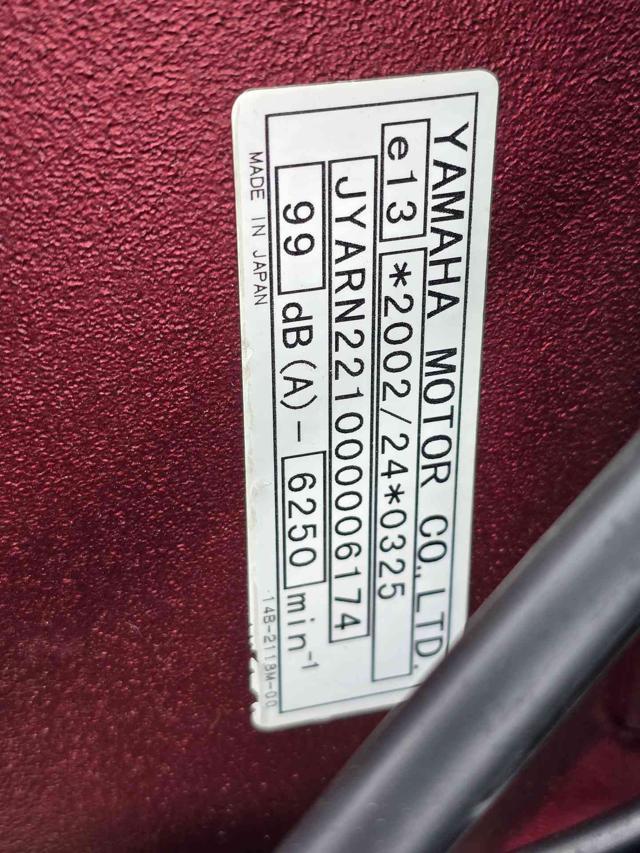 YAMAHA MOTOR CO., LTD.
e13 *2002/24*0325
JYARN221000006174
99 dB(A)- 6250 min⁻¹
MADE IN JAPAN 14B-2118M-00